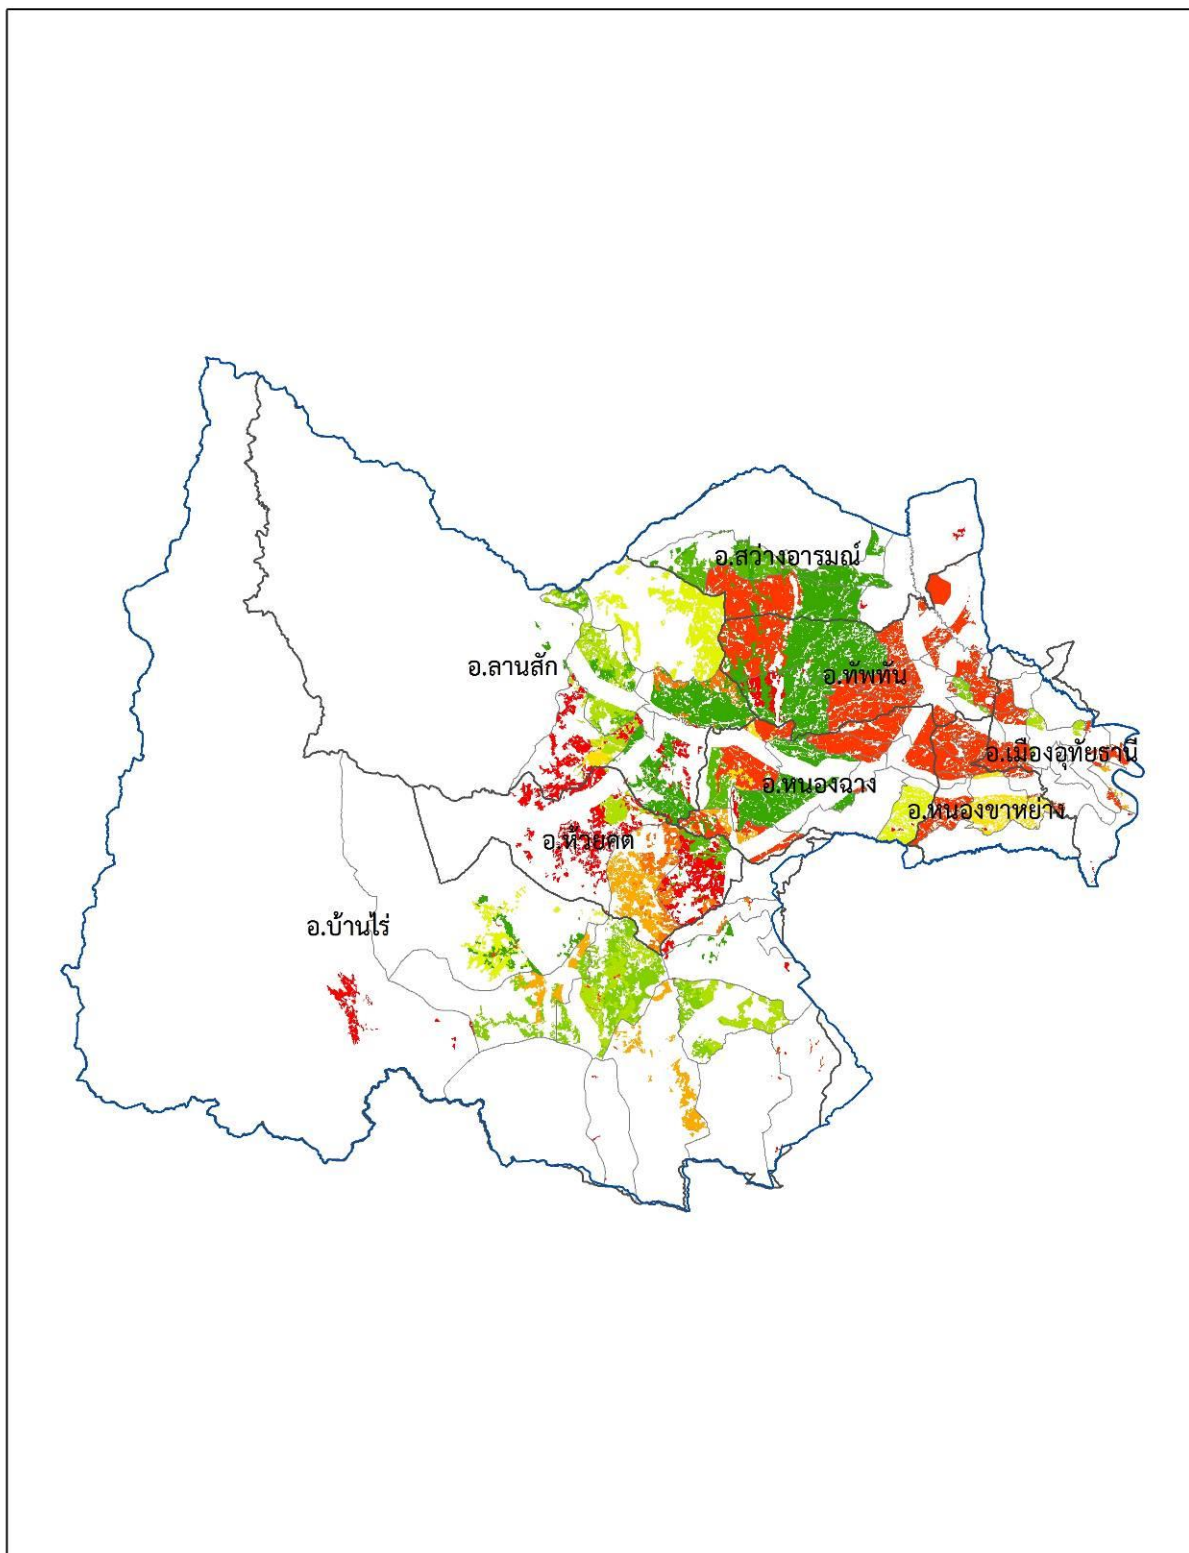 อ.สว่างอารมณ์
อ.ลานสัก
อ.ทัพทัน
อ.เมืองอุทัยธานี
อ.หนองฉาง
อ.หนองขาหย่าง
อ.ห้วยคต
อ.บ้านไร่